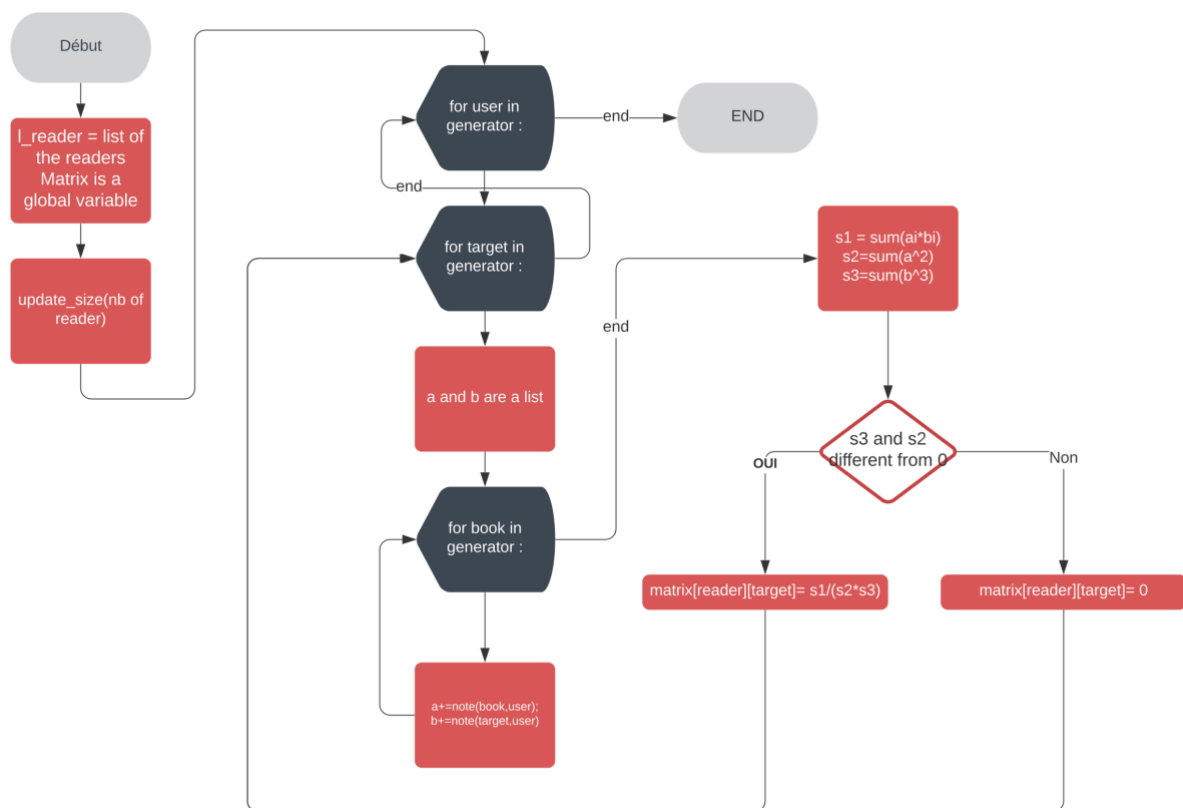 Début
l_reader = list of
the readers
Matrix is a
global variable
update_size(nb of
reader)
for user in
generator :
end
END
end
for target in
generator :
a and b are a list
for book in
generator :
a+=note(book,user);
b+=note(target,user)
end
s1 = sum(ai*bi)
s2=sum(a^2)
s3=sum(b^3)
s3 and s2
different from 0
OUI
Non
matrix[reader][target]= s1/(s2*s3)
matrix[reader][target]= 0